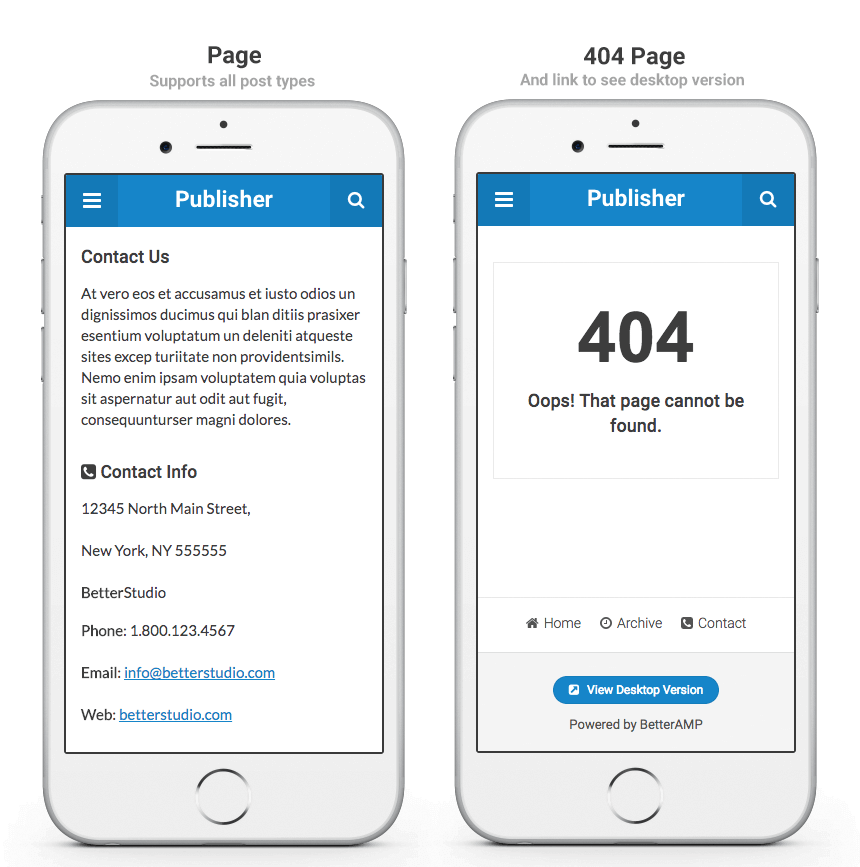 Page
Supports all post types
Publisher
Contact Us
At vero eos et accusamus et iusto odios un
dignissimos ducimus qui blan ditiis prasixer
esentium voluptatum un deleniti atqueste
sites excep turiitate non providentsimils.
Nemo enim ipsam voluptatem quia voluptas
sit aspernatur aut odit aut fugit,
consequunturser magni dolores.
Contact Info
12345 North Main Street,
New York, NY 555555
BetterStudio
Phone: 1.800.123.4567
Email: info@betterstudio.com
Web: betterstudio.com
404 Page
And link to see desktop version
Publisher
404
Oops! That page cannot be
found.
Home Archive Contact
View Desktop Version
Powered by BetterAMP